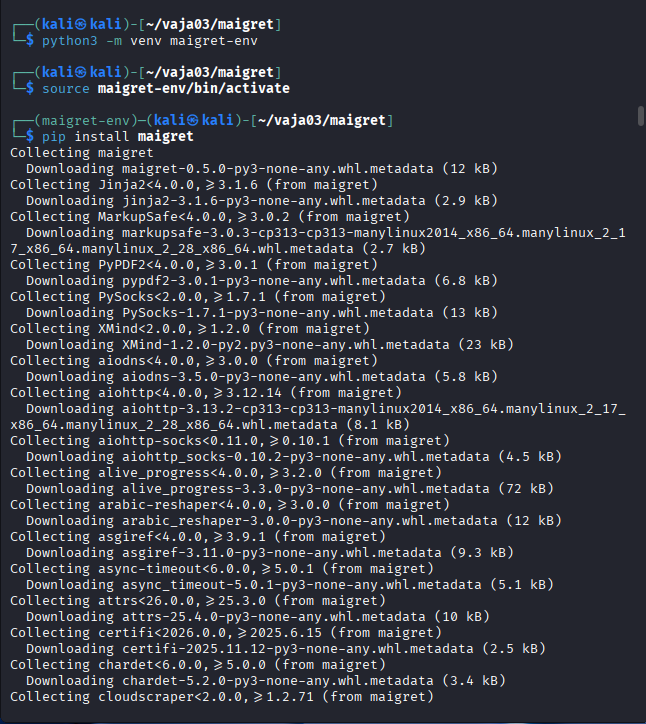 ┌──(kali㉿kali)-[~/vaja03/maigret]
└─$ python3 -m venv maigret-env
┌──(kali㉿kali)-[~/vaja03/maigret]
└─$ source maigret-env/bin/activate
┌──(maigret-env)─(kali㉿kali)-[~/vaja03/maigret]
└─$ pip install maigret
Collecting maigret
  Downloading maigret-0.5.0-py3-none-any.whl.metadata (12 kB)
Collecting Jinja2<4.0.0,>=3.1.6 (from maigret)
  Downloading jinja2-3.1.6-py3-none-any.whl.metadata (2.9 kB)
Collecting MarkupSafe<4.0.0,>=3.0.2 (from maigret)
  Downloading markupsafe-3.0.3-cp313-cp313-manylinux2014_x86_64.manylinux_2_1
7_x86_64.manylinux_2_28_x86_64.whl.metadata (2.7 kB)
Collecting PyPDF2<4.0.0,>=3.0.1 (from maigret)
  Downloading pypdf2-3.0.1-py3-none-any.whl.metadata (6.8 kB)
Collecting PySocks<2.0.0,>=1.7.1 (from maigret)
  Downloading PySocks-1.7.1-py3-none-any.whl.metadata (13 kB)
Collecting XMind<2.0.0,>=1.2.0 (from maigret)
  Downloading XMind-1.2.0-py2.py3-none-any.whl.metadata (23 kB)
Collecting aiodns<4.0.0,>=3.0.0 (from maigret)
  Downloading aiodns-3.5.0-py3-none-any.whl.metadata (5.8 kB)
Collecting aiohttp<4.0.0,>=3.12.14 (from maigret)
  Downloading aiohttp-3.13.2-cp313-cp313-manylinux2014_x86_64.manylinux_2_17_
x86_64.manylinux_2_28_x86_64.whl.metadata (8.1 kB)
Collecting aiohttp-socks<0.11.0,>=0.10.1 (from maigret)
  Downloading aiohttp_socks-0.10.2-py3-none-any.whl.metadata (4.5 kB)
Collecting alive_progress<4.0.0,>=3.2.0 (from maigret)
  Downloading alive_progress-3.3.0-py3-none-any.whl.metadata (72 kB)
Collecting arabic-reshaper<4.0.0,>=3.0.0 (from maigret)
  Downloading arabic_reshaper-3.0.0-py3-none-any.whl.metadata (12 kB)
Collecting asgiref<4.0.0,>=3.9.1 (from maigret)
  Downloading asgiref-3.11.0-py3-none-any.whl.metadata (9.3 kB)
Collecting async-timeout<6.0.0,>=5.0.1 (from maigret)
  Downloading async_timeout-5.0.1-py3-none-any.whl.metadata (5.1 kB)
Collecting attrs<26.0.0,>=25.3.0 (from maigret)
  Downloading attrs-25.4.0-py3-none-any.whl.metadata (10 kB)
Collecting certifi<2026.0.0,>=2025.6.15 (from maigret)
  Downloading certifi-2025.11.12-py3-none-any.whl.metadata (2.5 kB)
Collecting chardet<6.0.0,>=5.0.0 (from maigret)
  Downloading chardet-5.2.0-py3-none-any.whl.metadata (3.4 kB)
Collecting cloudscraper<2.0.0,>=1.2.71 (from maigret)